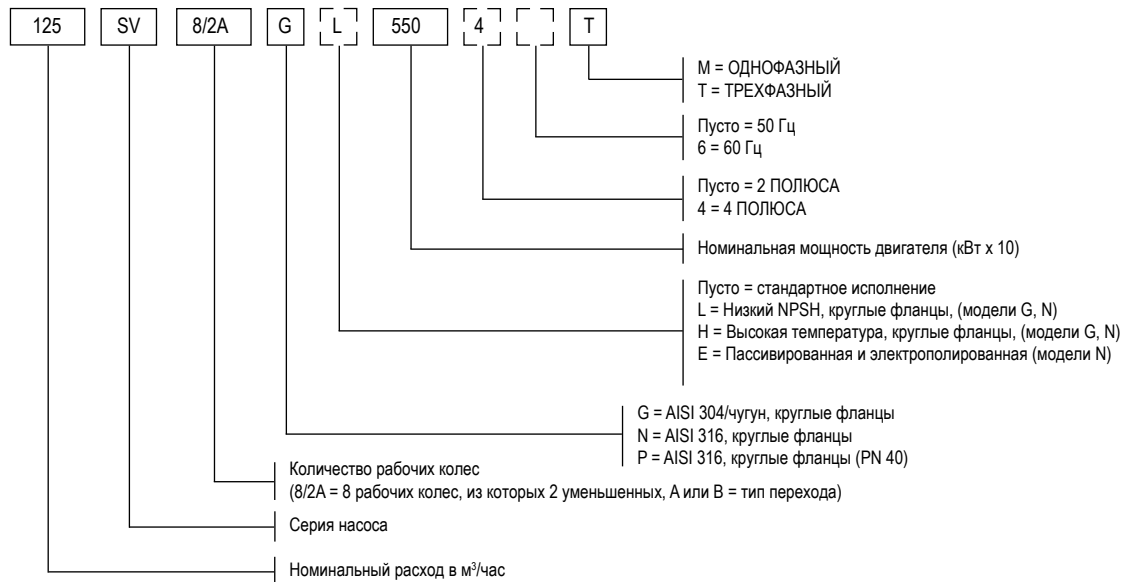 125 SV 8/2A G L 550 4 T
М = ОДНОФАЗНЫЙ
Т = ТРЕХФАЗНЫЙ
Пусто = 50 Гц
6 = 60 Гц
Пусто = 2 ПОЛЮСА
4 = 4 ПОЛЮСА
Номинальная мощность двигателя (кВт x 10)
Пусто = стандартное исполнение
L = Низкий NPSH, круглые фланцы, (модели G, N)
H = Высокая температура, круглые фланцы, (модели G, N)
E = Пассивированная и электрополированная (модели N)
G = AISI 304/чугун, круглые фланцы
N = AISI 316, круглые фланцы
P = AISI 316, круглые фланцы (PN 40)
Количество рабочих колес
(8/2A = 8 рабочих колес, из которых 2 уменьшенных, А или В = тип перехода)
Серия насоса
Номинальный расход в м³/час